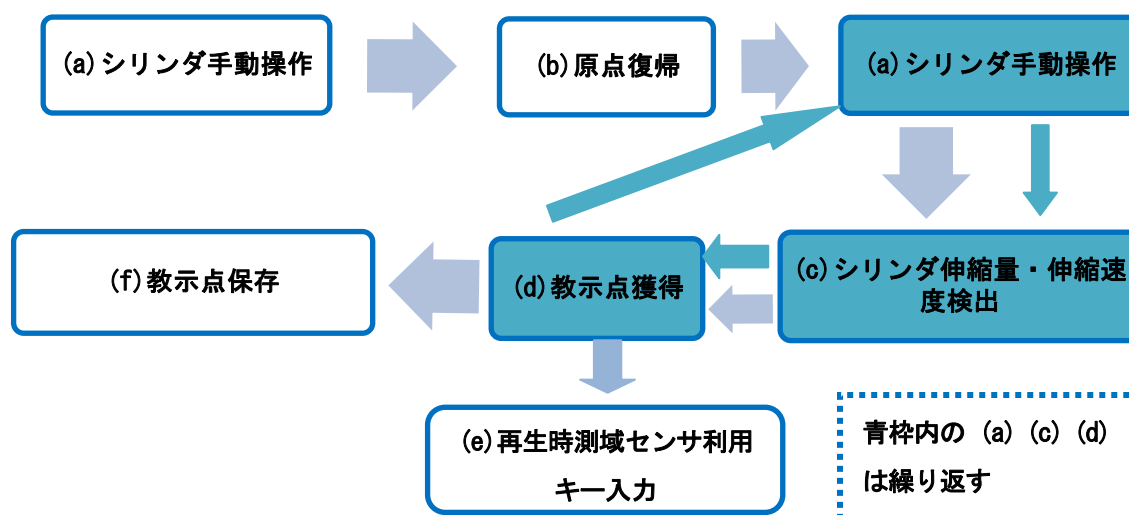 (a)シリンダ手動操作
(b)原点復帰
(a)シリンダ手動操作
(f)教示点保存
(d)教示点獲得
(c)シリンダ伸縮量・伸縮速
度検出
(e)再生時測域センサ利用
キー入力
青枠内の (a) (c) (d)
は繰り返す